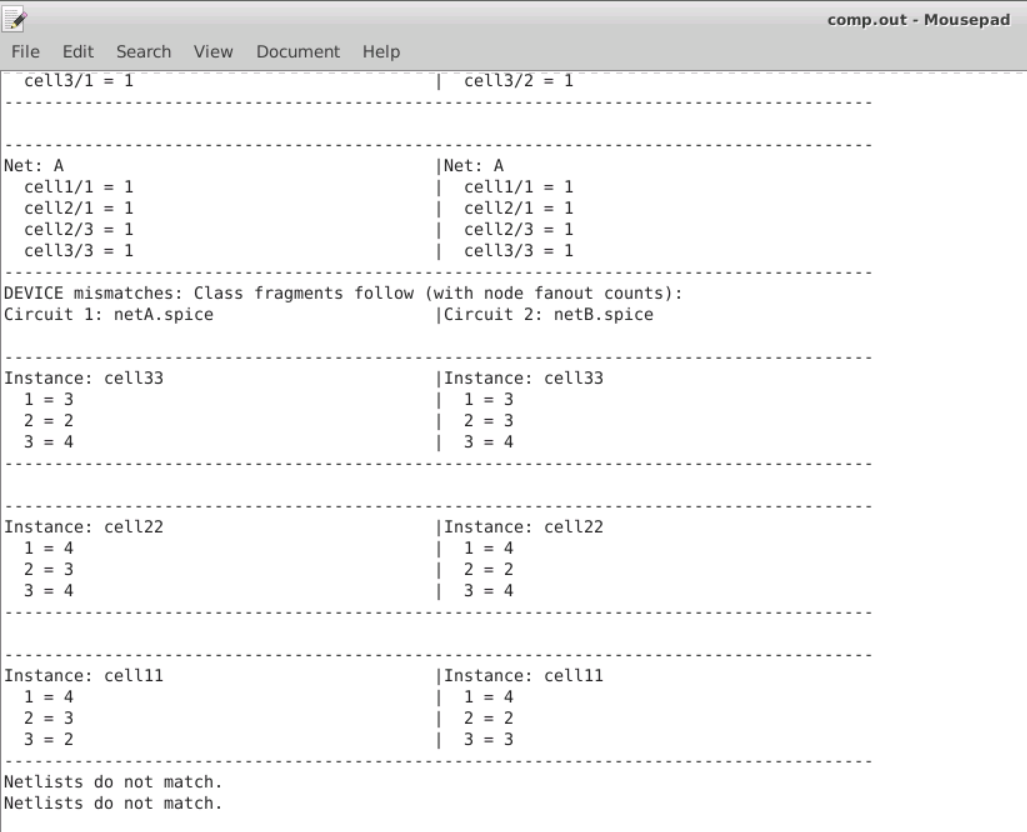 comp.out - Mousepad
File Edit Search View Document Help
cell3/1 = 1 | cell3/2 = 1
---------------------------------------------------------------------------------------
---------------------------------------------------------------------------------------
Net: A |Net: A
cell1/1 = 1 | cell1/1 = 1
cell2/1 = 1 | cell2/1 = 1
cell2/3 = 1 | cell2/3 = 1
cell3/3 = 1 | cell3/3 = 1
---------------------------------------------------------------------------------------
DEVICE mismatches: Class fragments follow (with node fanout counts):
Circuit 1: netA.spice |Circuit 2: netB.spice
---------------------------------------------------------------------------------------
Instance: cell33 |Instance: cell33
1 = 3 | 1 = 3
2 = 2 | 2 = 3
3 = 4 | 3 = 4
---------------------------------------------------------------------------------------
---------------------------------------------------------------------------------------
Instance: cell22 |Instance: cell22
1 = 4 | 1 = 4
2 = 3 | 2 = 2
3 = 4 | 3 = 4
---------------------------------------------------------------------------------------
---------------------------------------------------------------------------------------
Instance: cell11 |Instance: cell11
1 = 4 | 1 = 4
2 = 3 | 2 = 2
3 = 2 | 3 = 3
---------------------------------------------------------------------------------------
Netlists do not match.
Netlists do not match.